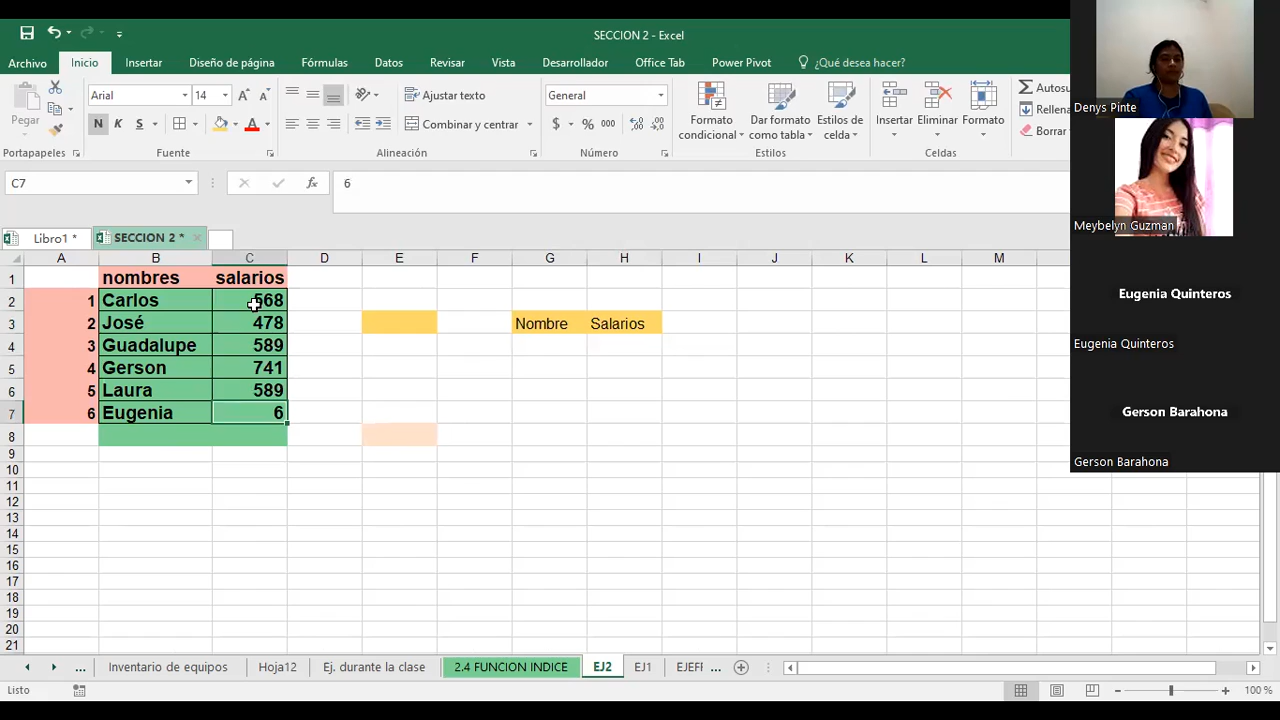 SECCION 2 - Excel
Archivo Inicio Insertar Diseño de página Fórmulas Datos Revisar Vista Desarrollador Office Tab Power Pivot ¿Qué desea hacer?
Pegar
Arial 14
N K S
Ajustar texto
Combinar y centrar
General
$ % 000
Formato condicional
Dar formato como tabla
Estilos de celda
Insertar Eliminar Formato
Autosu
Rellena
Borrar
Portapapeles Fuente Alineación Número Estilos Celdas
C7 fx 6
Libro1 * SECCION 2 *
A B C D E F G H I J K L M
1 nombres salarios
2 1 Carlos 568
3 2 José 478 Nombre Salarios
4 3 Guadalupe 589
5 4 Gerson 741
6 5 Laura 589
7 6 Eugenia 6
8
9
10
11
12
13
14
15
16
17
18
19
20
21
... Inventario de equipos Hoja12 Ej. durante la clase 2.4 FUNCION INDICE EJ2 EJ1 EJEFI ...
Listo 100 %
Denys Pinte
Meybelyn Guzman
Eugenia Quinteros
Eugenia Quinteros
Gerson Barahona
Gerson Barahona